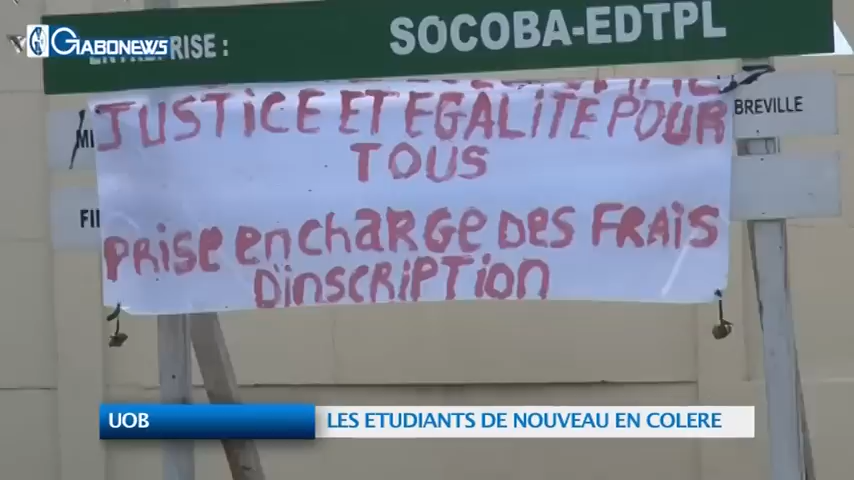 GABONEWS
ENTREPRISE :
SOCOBA-EDTPL
JUSTICE ET EGALITE POUR
TOUS
PRISE EN CHARGE DES FRAIS
D'INSCRIPTION
BREVILLE
UOB
LES ETUDIANTS DE NOUVEAU EN COLERE